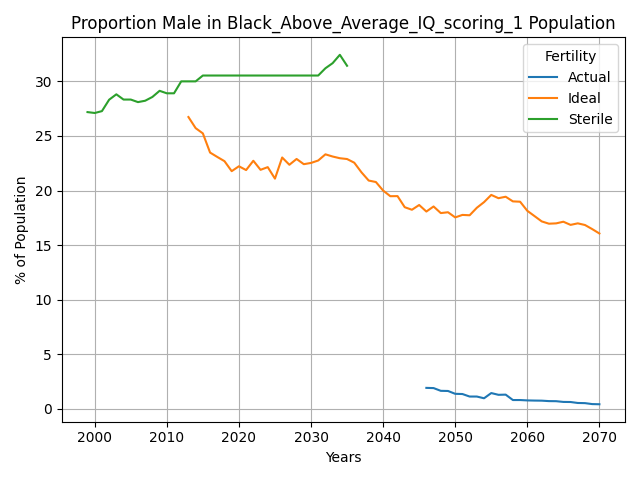 Proportion Male in Black_Above_Average_IQ_scoring_1 Population
Fertility
Actual
Ideal
Sterile
% of Population
30
25
20
15
10
5
0
2000 2010 2020 2030 2040 2050 2060 2070
Years